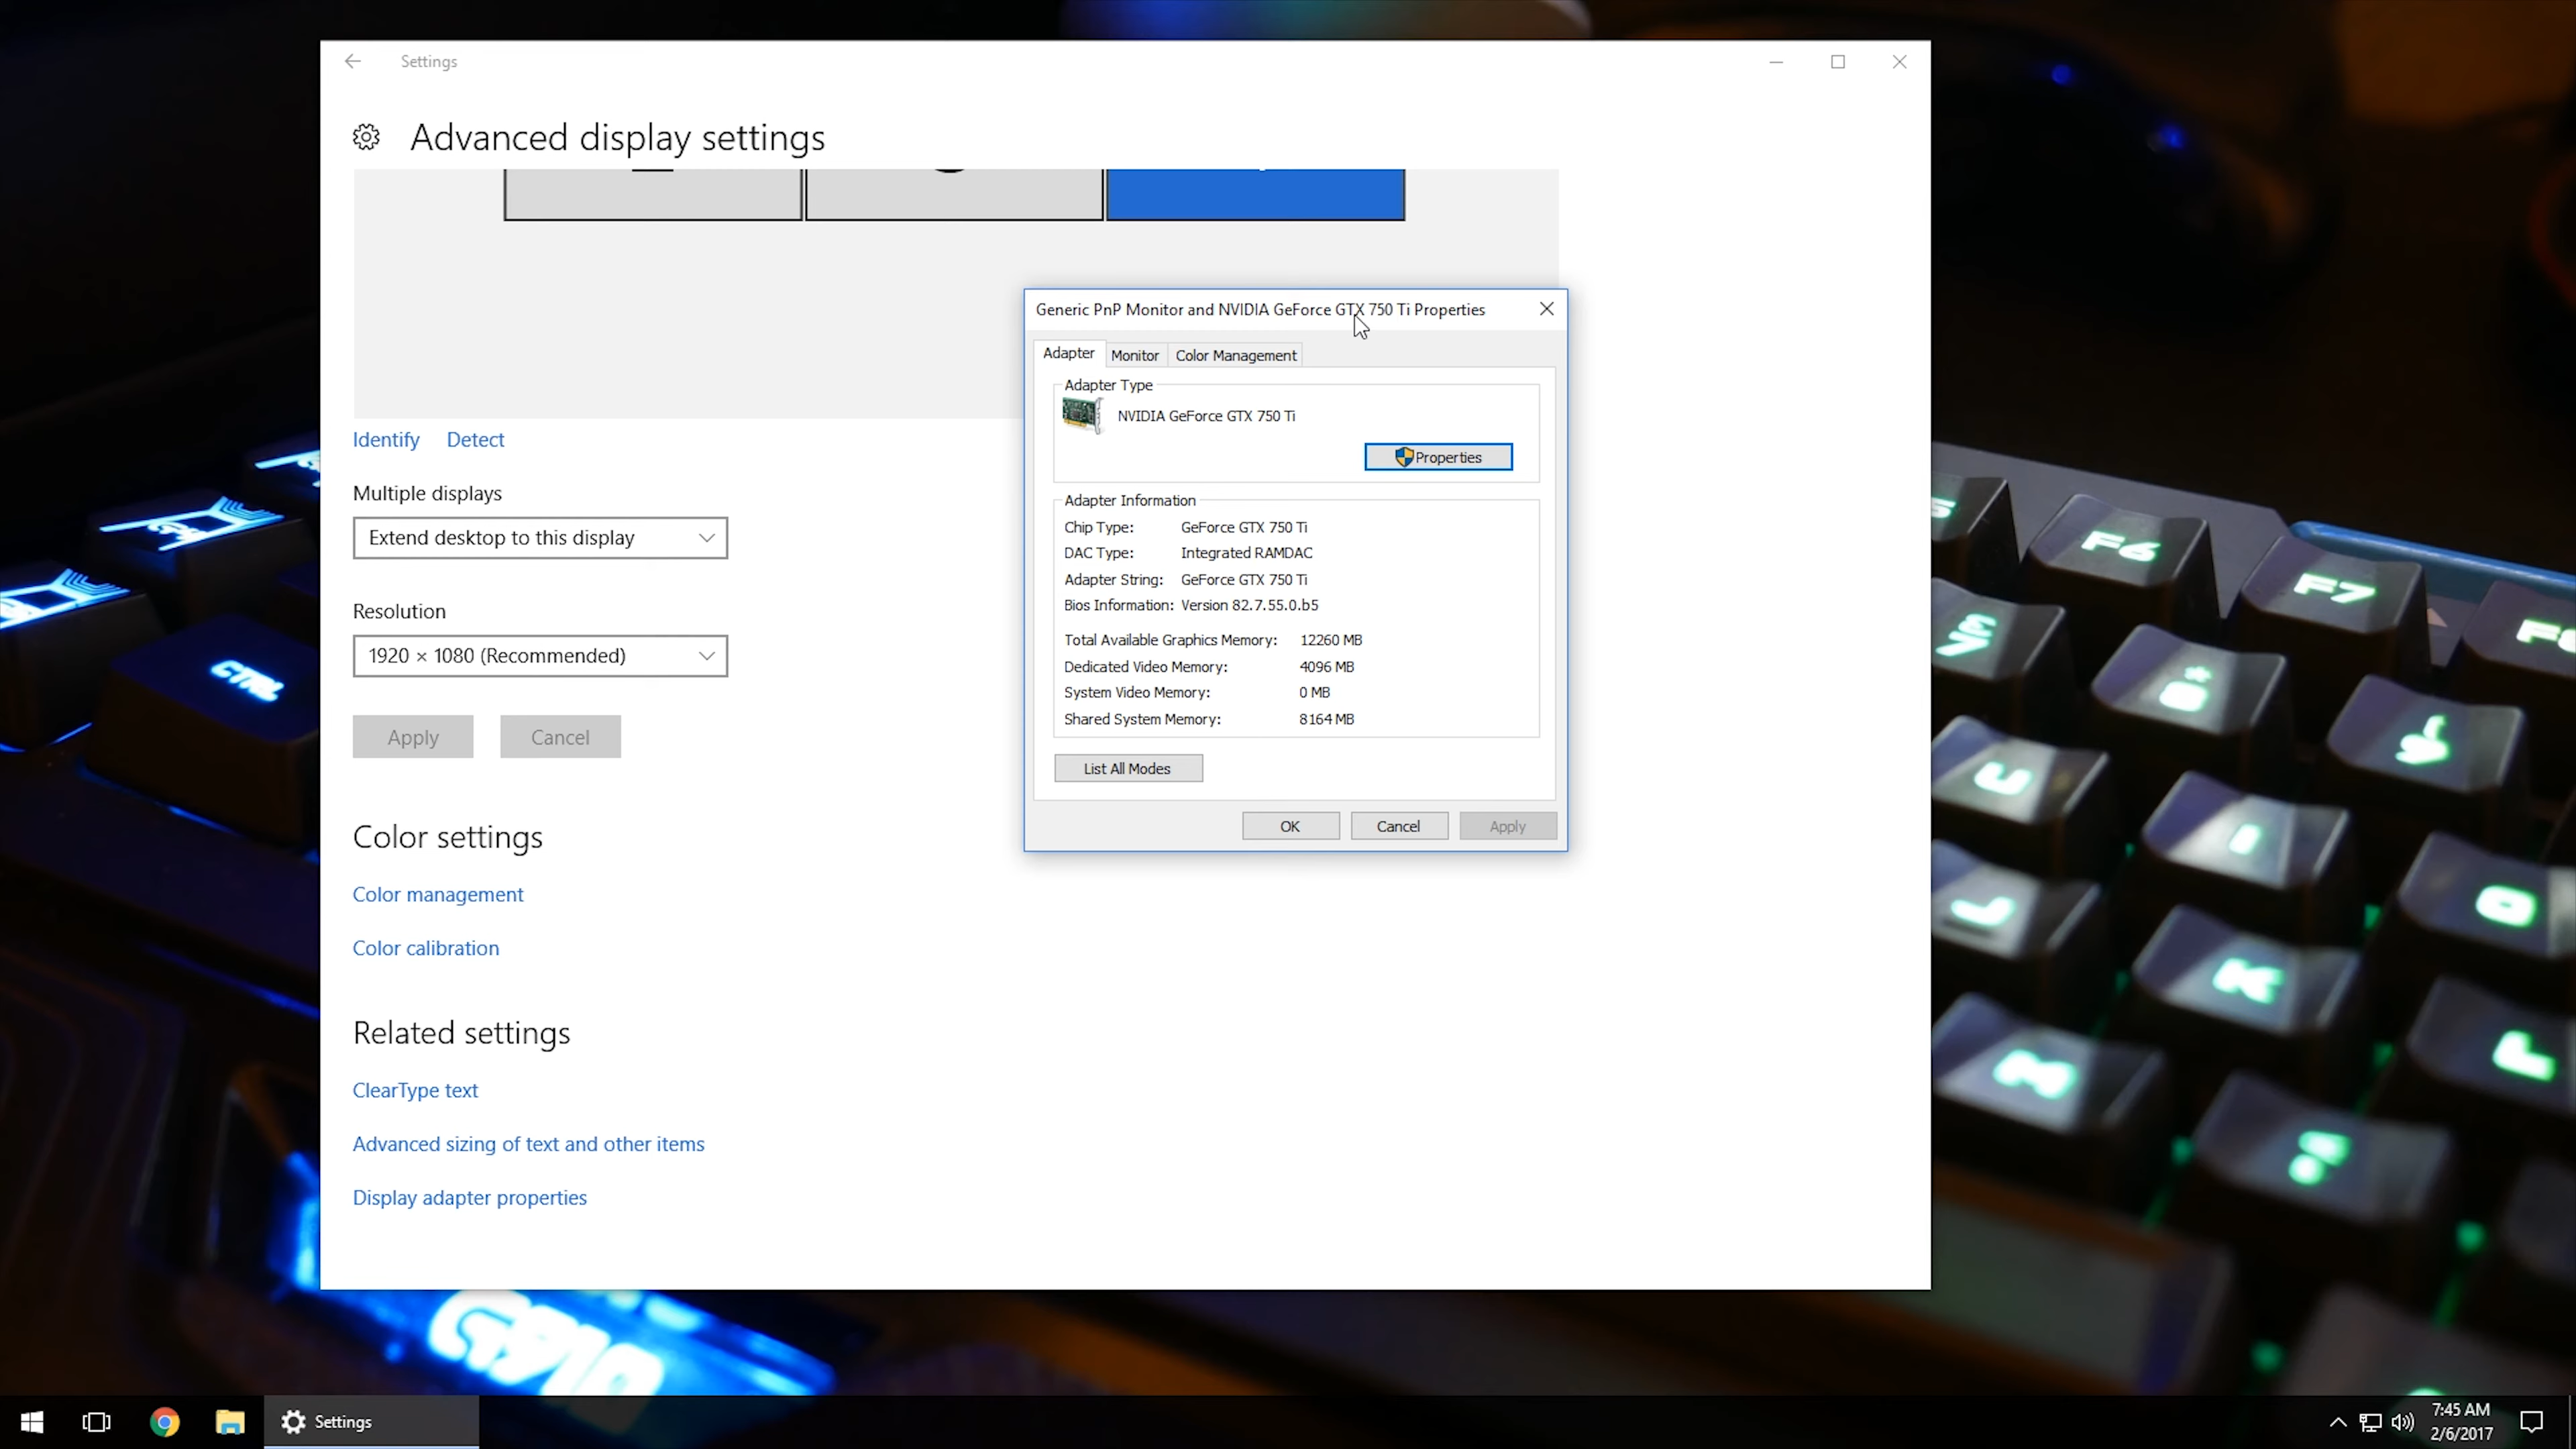 Settings
Advanced display settings
Identify Detect
Multiple displays
Extend desktop to this display
Resolution
1920 × 1080 (Recommended)
Apply Cancel
Color settings
Color management
Color calibration
Related settings
ClearType text
Advanced sizing of text and other items
Display adapter properties
Generic PnP Monitor and NVIDIA GeForce GTX 750 Ti Properties
Adapter Monitor Color Management
Adapter Type
NVIDIA GeForce GTX 750 Ti
Properties
Adapter Information
Chip Type: GeForce GTX 750 Ti
DAC Type: Integrated RAMDAC
Adapter String: GeForce GTX 750 Ti
Bios Information: Version 82.7.55.0.b5
Total Available Graphics Memory: 12260 MB
Dedicated Video Memory: 4096 MB
System Video Memory: 0 MB
Shared System Memory: 8164 MB
List All Modes
OK Cancel Apply
CTRL
F6
F7
8
U
I
O
L
K
P
Settings
7:45 AM
2/6/2017